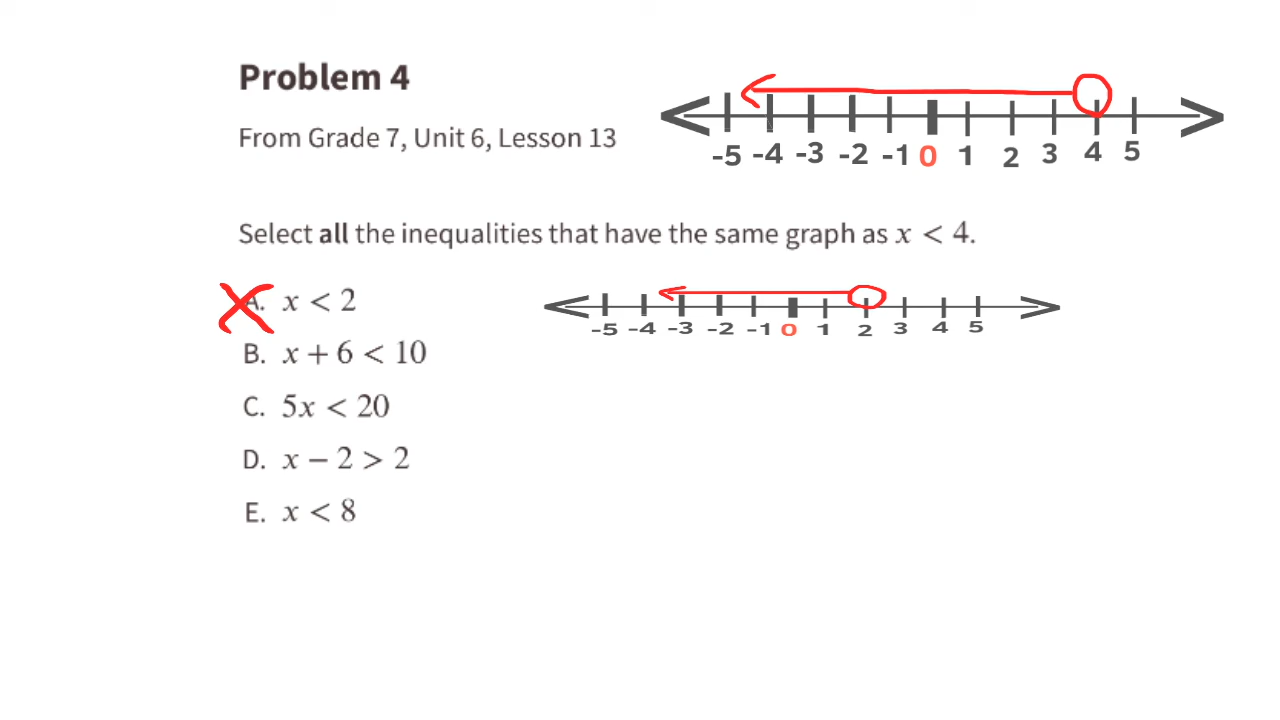 Problem 4
From Grade 7, Unit 6, Lesson 13
-5 -4 -3 -2 -1 0 1 2 3 4 5
Select all the inequalities that have the same graph as x < 4.
A. x < 2
-5 -4 -3 -2 -1 0 1 2 3 4 5
B. x + 6 < 10
C. 5x < 20
D. x − 2 > 2
E. x < 8